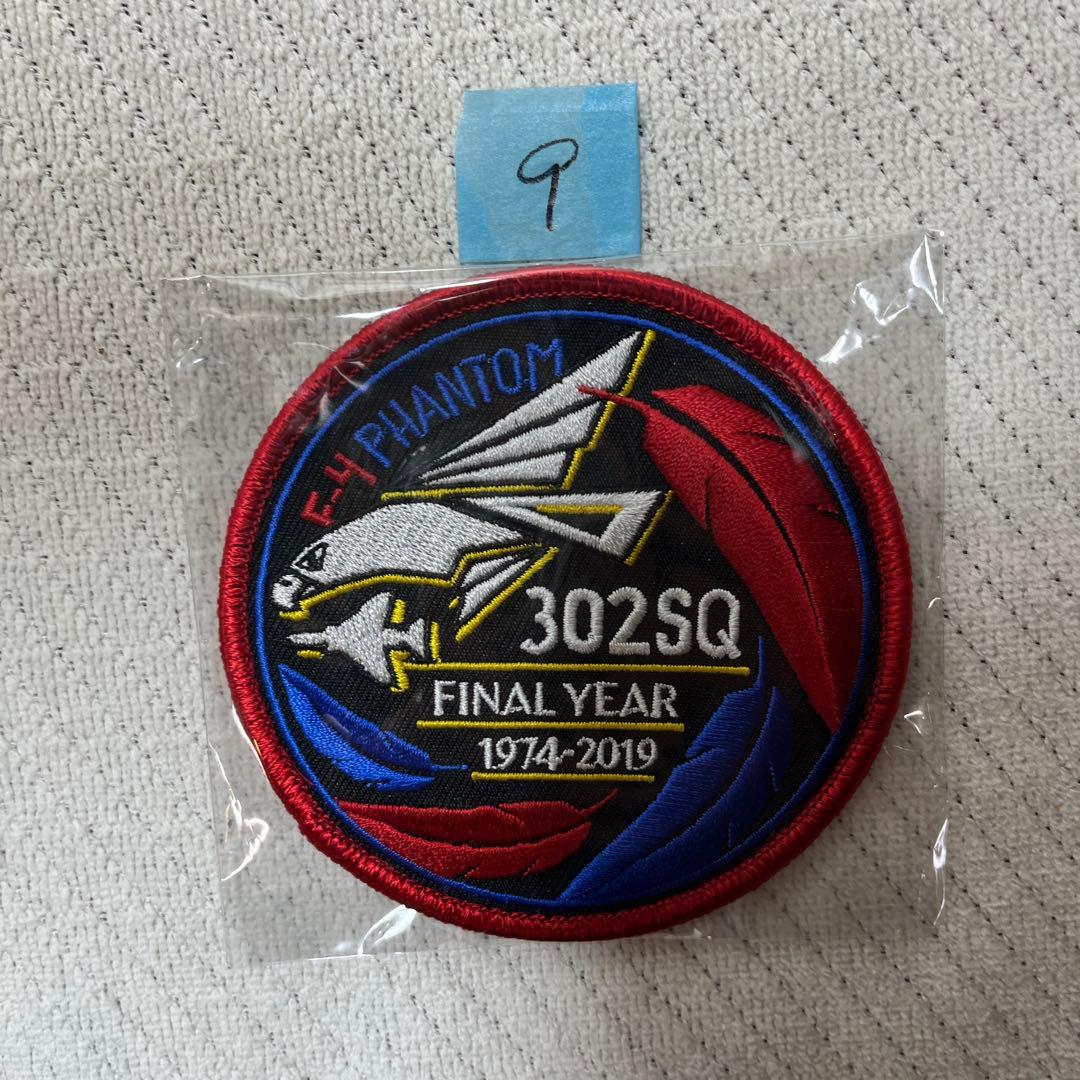 9
F-4 PHANTOM
302SQ
FINAL YEAR
1974-2019